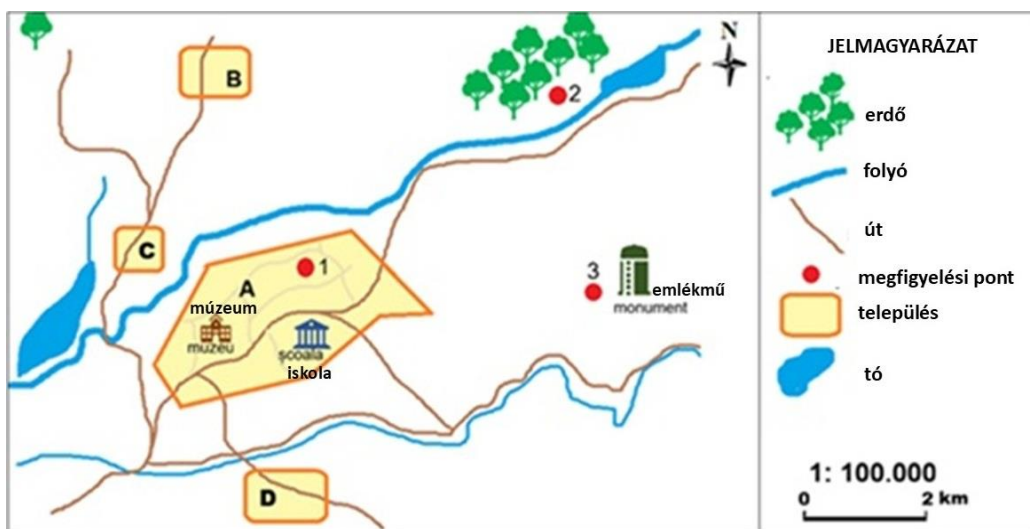 N
B
2
C
A
1
múzeum
muzeu
școala
iskola
3
emlékmű
monument
D
JELMAGYARÁZAT
erdő
folyó
út
megfigyelési pont
település
tó
1: 100.000
0 2 km